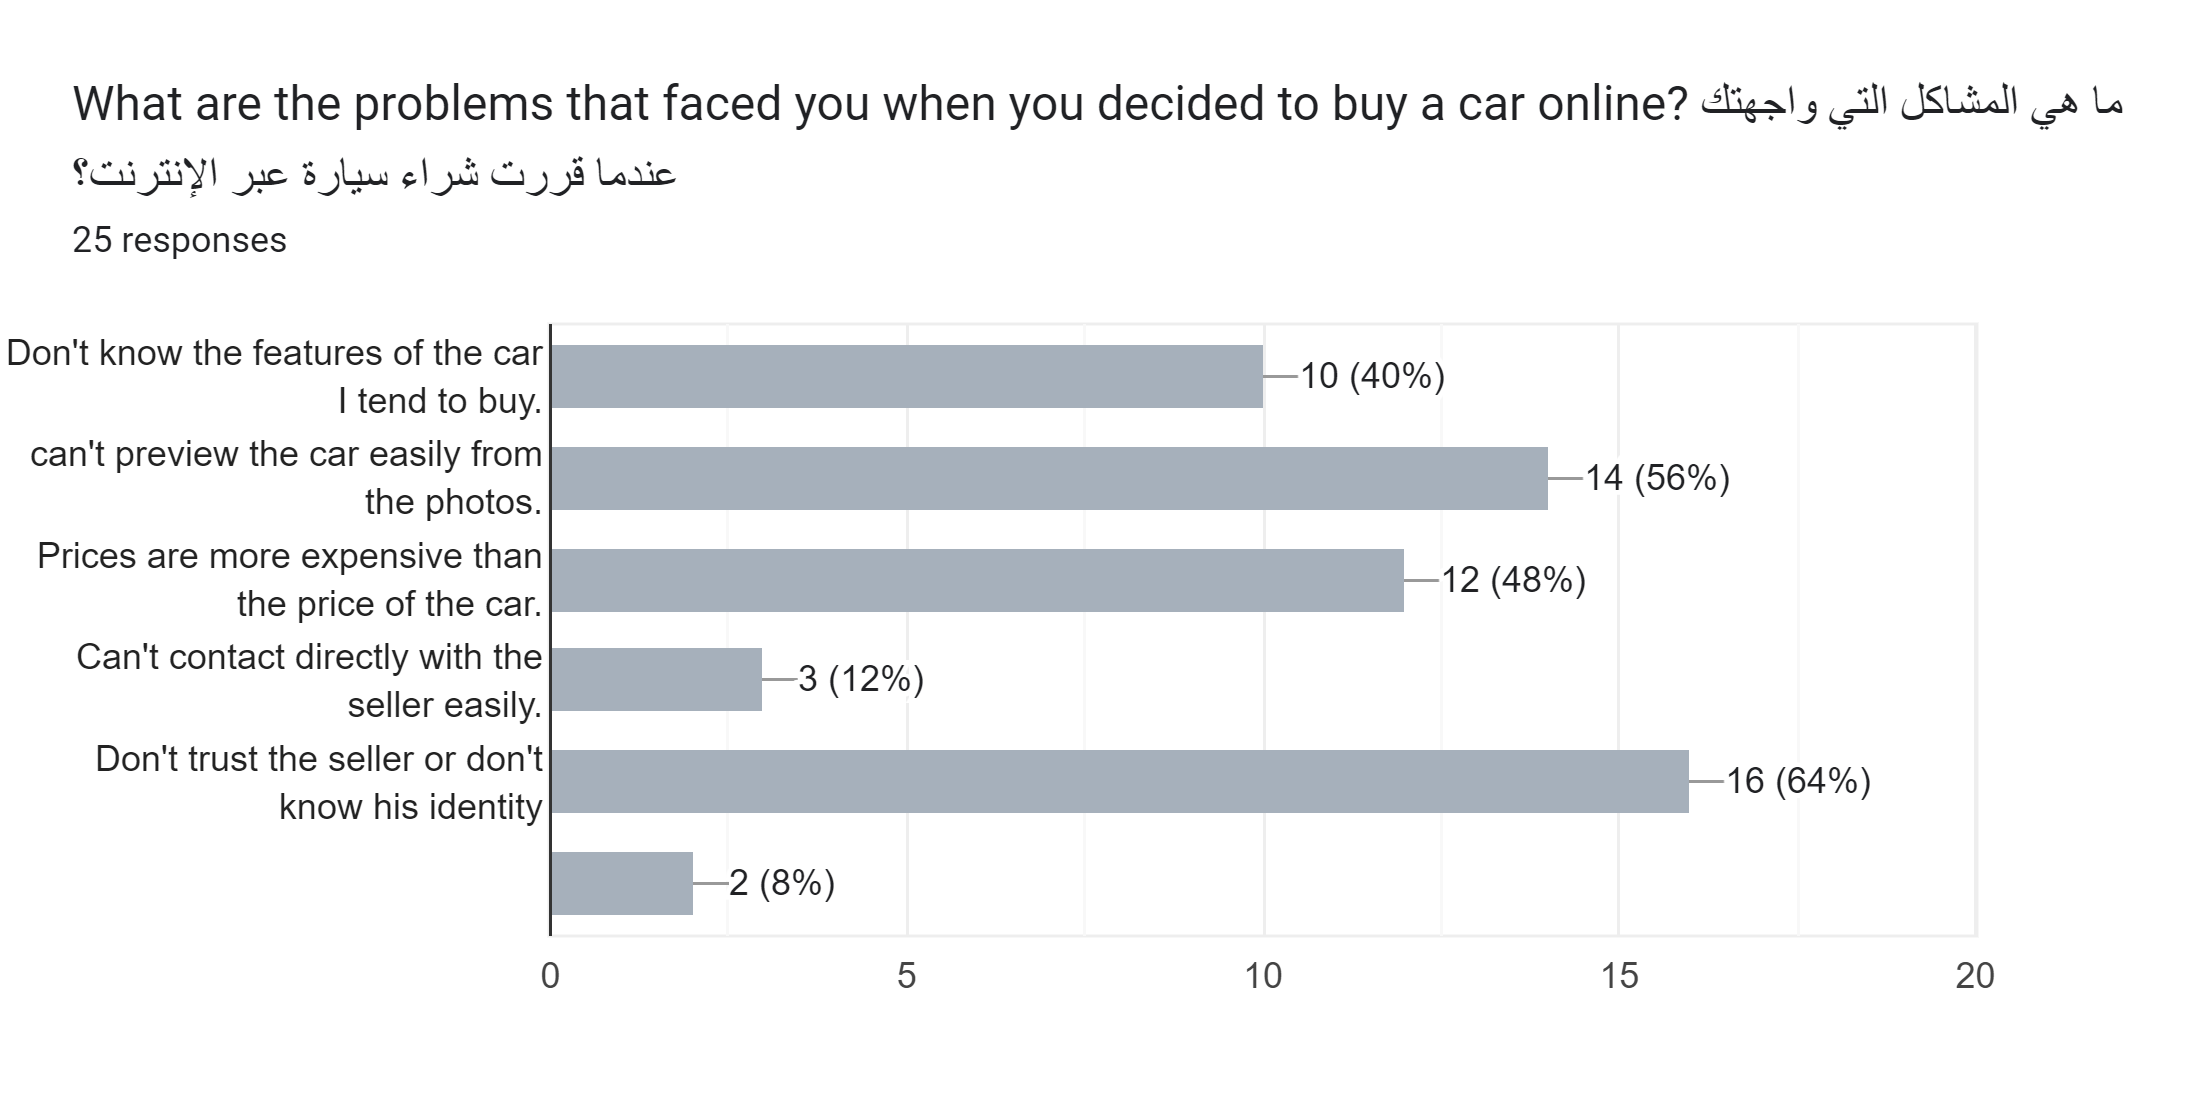 What are the problems that faced you when you decided to buy a car online? ما هي المشاكل التي واجهتك
عندما قررت شراء سيارة عبر الإنترنت؟
25 responses
Don't know the features of the car
I tend to buy.
10 (40%)
can't preview the car easily from
the photos.
14 (56%)
Prices are more expensive than
the price of the car.
12 (48%)
Can't contact directly with the
seller easily.
3 (12%)
Don't trust the seller or don't
know his identity
16 (64%)
2 (8%)
0 5 10 15 20